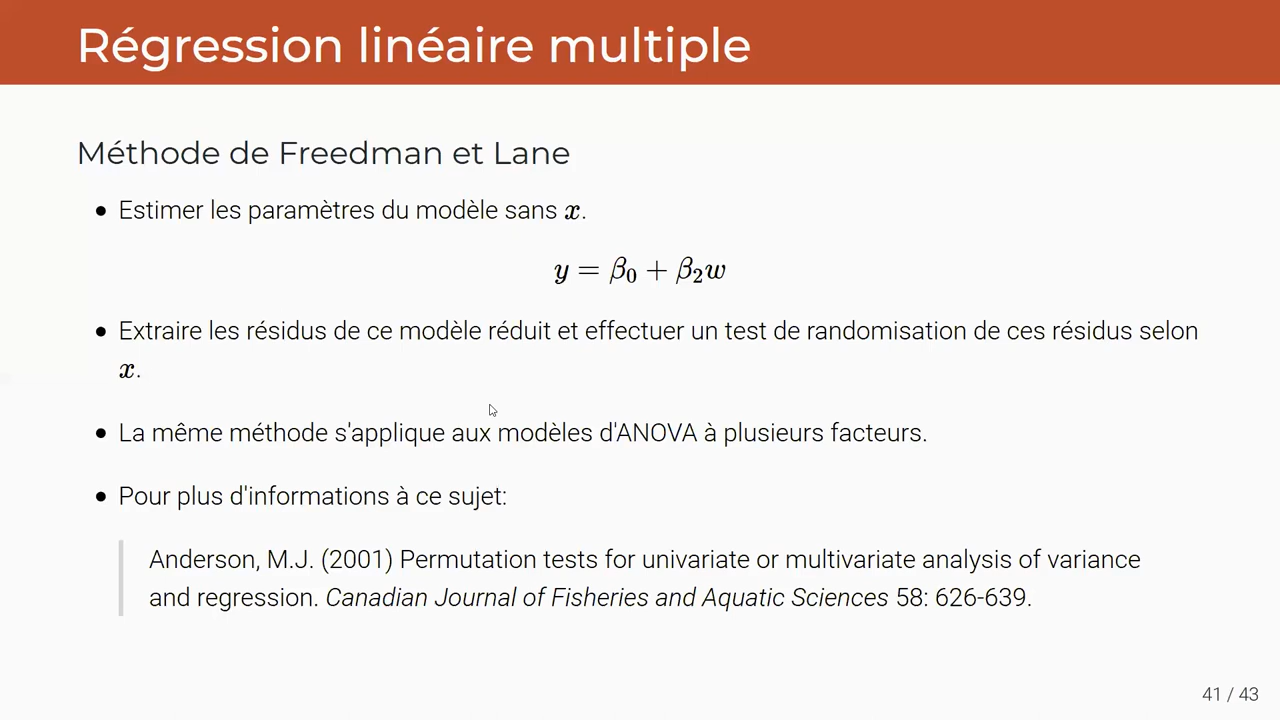 Régression linéaire multiple
Méthode de Freedman et Lane
• Estimer les paramètres du modèle sans x.
y = β₀ + β₂w
• Extraire les résidus de ce modèle réduit et effectuer un test de randomisation de ces résidus selon
x.
• La même méthode s'applique aux modèles d'ANOVA à plusieurs facteurs.
• Pour plus d'informations à ce sujet:
Anderson, M.J. (2001) Permutation tests for univariate or multivariate analysis of variance
and regression. Canadian Journal of Fisheries and Aquatic Sciences 58: 626-639.
41 / 43